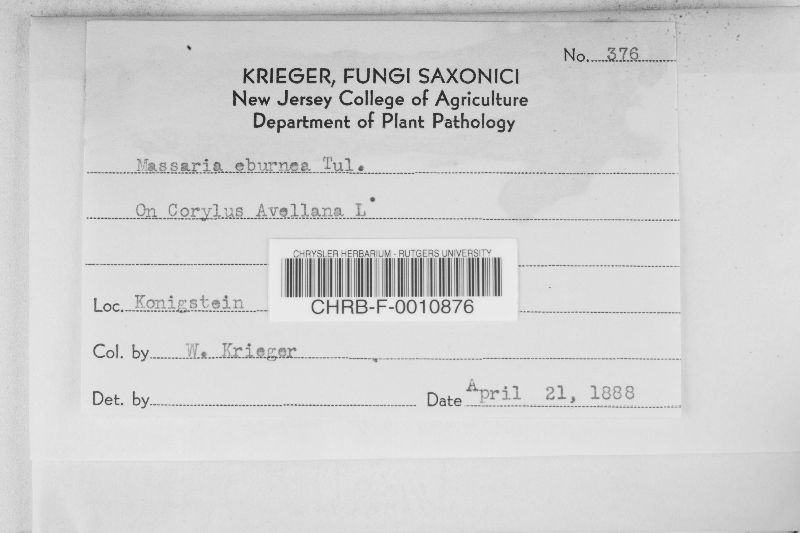 No. 376
KRIEGER, FUNGI SAXONICI
New Jersey College of Agriculture
Department of Plant Pathology
Massaria eburnea Tul.
On Corylus Avellana L.
CHRYSLER HERBARIUM - RUTGERS UNIVERSITY
CHRB-F-0010876
Loc. Konigstein
Col. by W. Krieger
Det. by
Date April 21, 1888